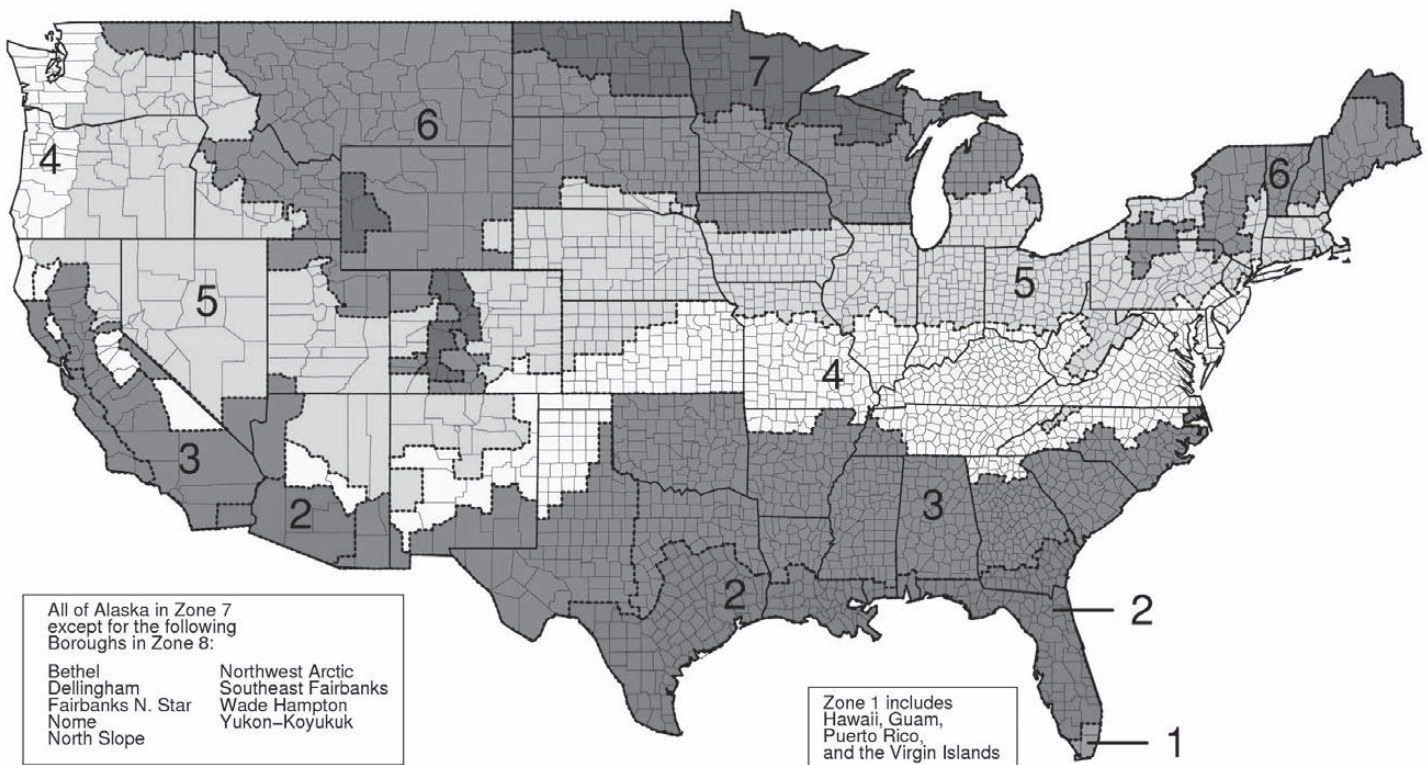 7
6
4
6
5
5
4
3
2
3
2
2
1
All of Alaska in Zone 7
except for the following
Boroughs in Zone 8:
Bethel
Dellingham
Fairbanks N. Star
Nome
North Slope
Northwest Arctic
Southeast Fairbanks
Wade Hampton
Yukon–Koyukuk
Zone 1 includes
Hawaii, Guam,
Puerto Rico,
and the Virgin Islands